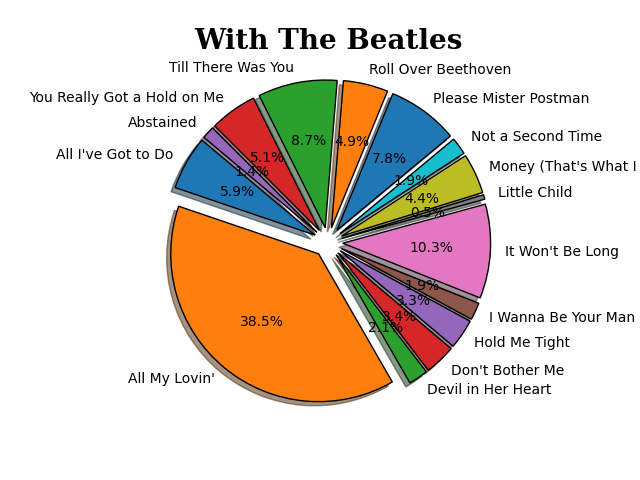 With The Beatles
Till There Was You
Roll Over Beethoven
You Really Got a Hold on Me
Please Mister Postman
Abstained
Not a Second Time
All I've Got to Do
Money (That's What I
Little Child
It Won't Be Long
I Wanna Be Your Man
Hold Me Tight
Don't Bother Me
Devil in Her Heart
All My Lovin'
8.7%
4.9%
5.1%
7.8%
1.4%
1.9%
5.9%
4.4%
0.5%
10.3%
1.9%
3.3%
3.4%
2.1%
38.5%